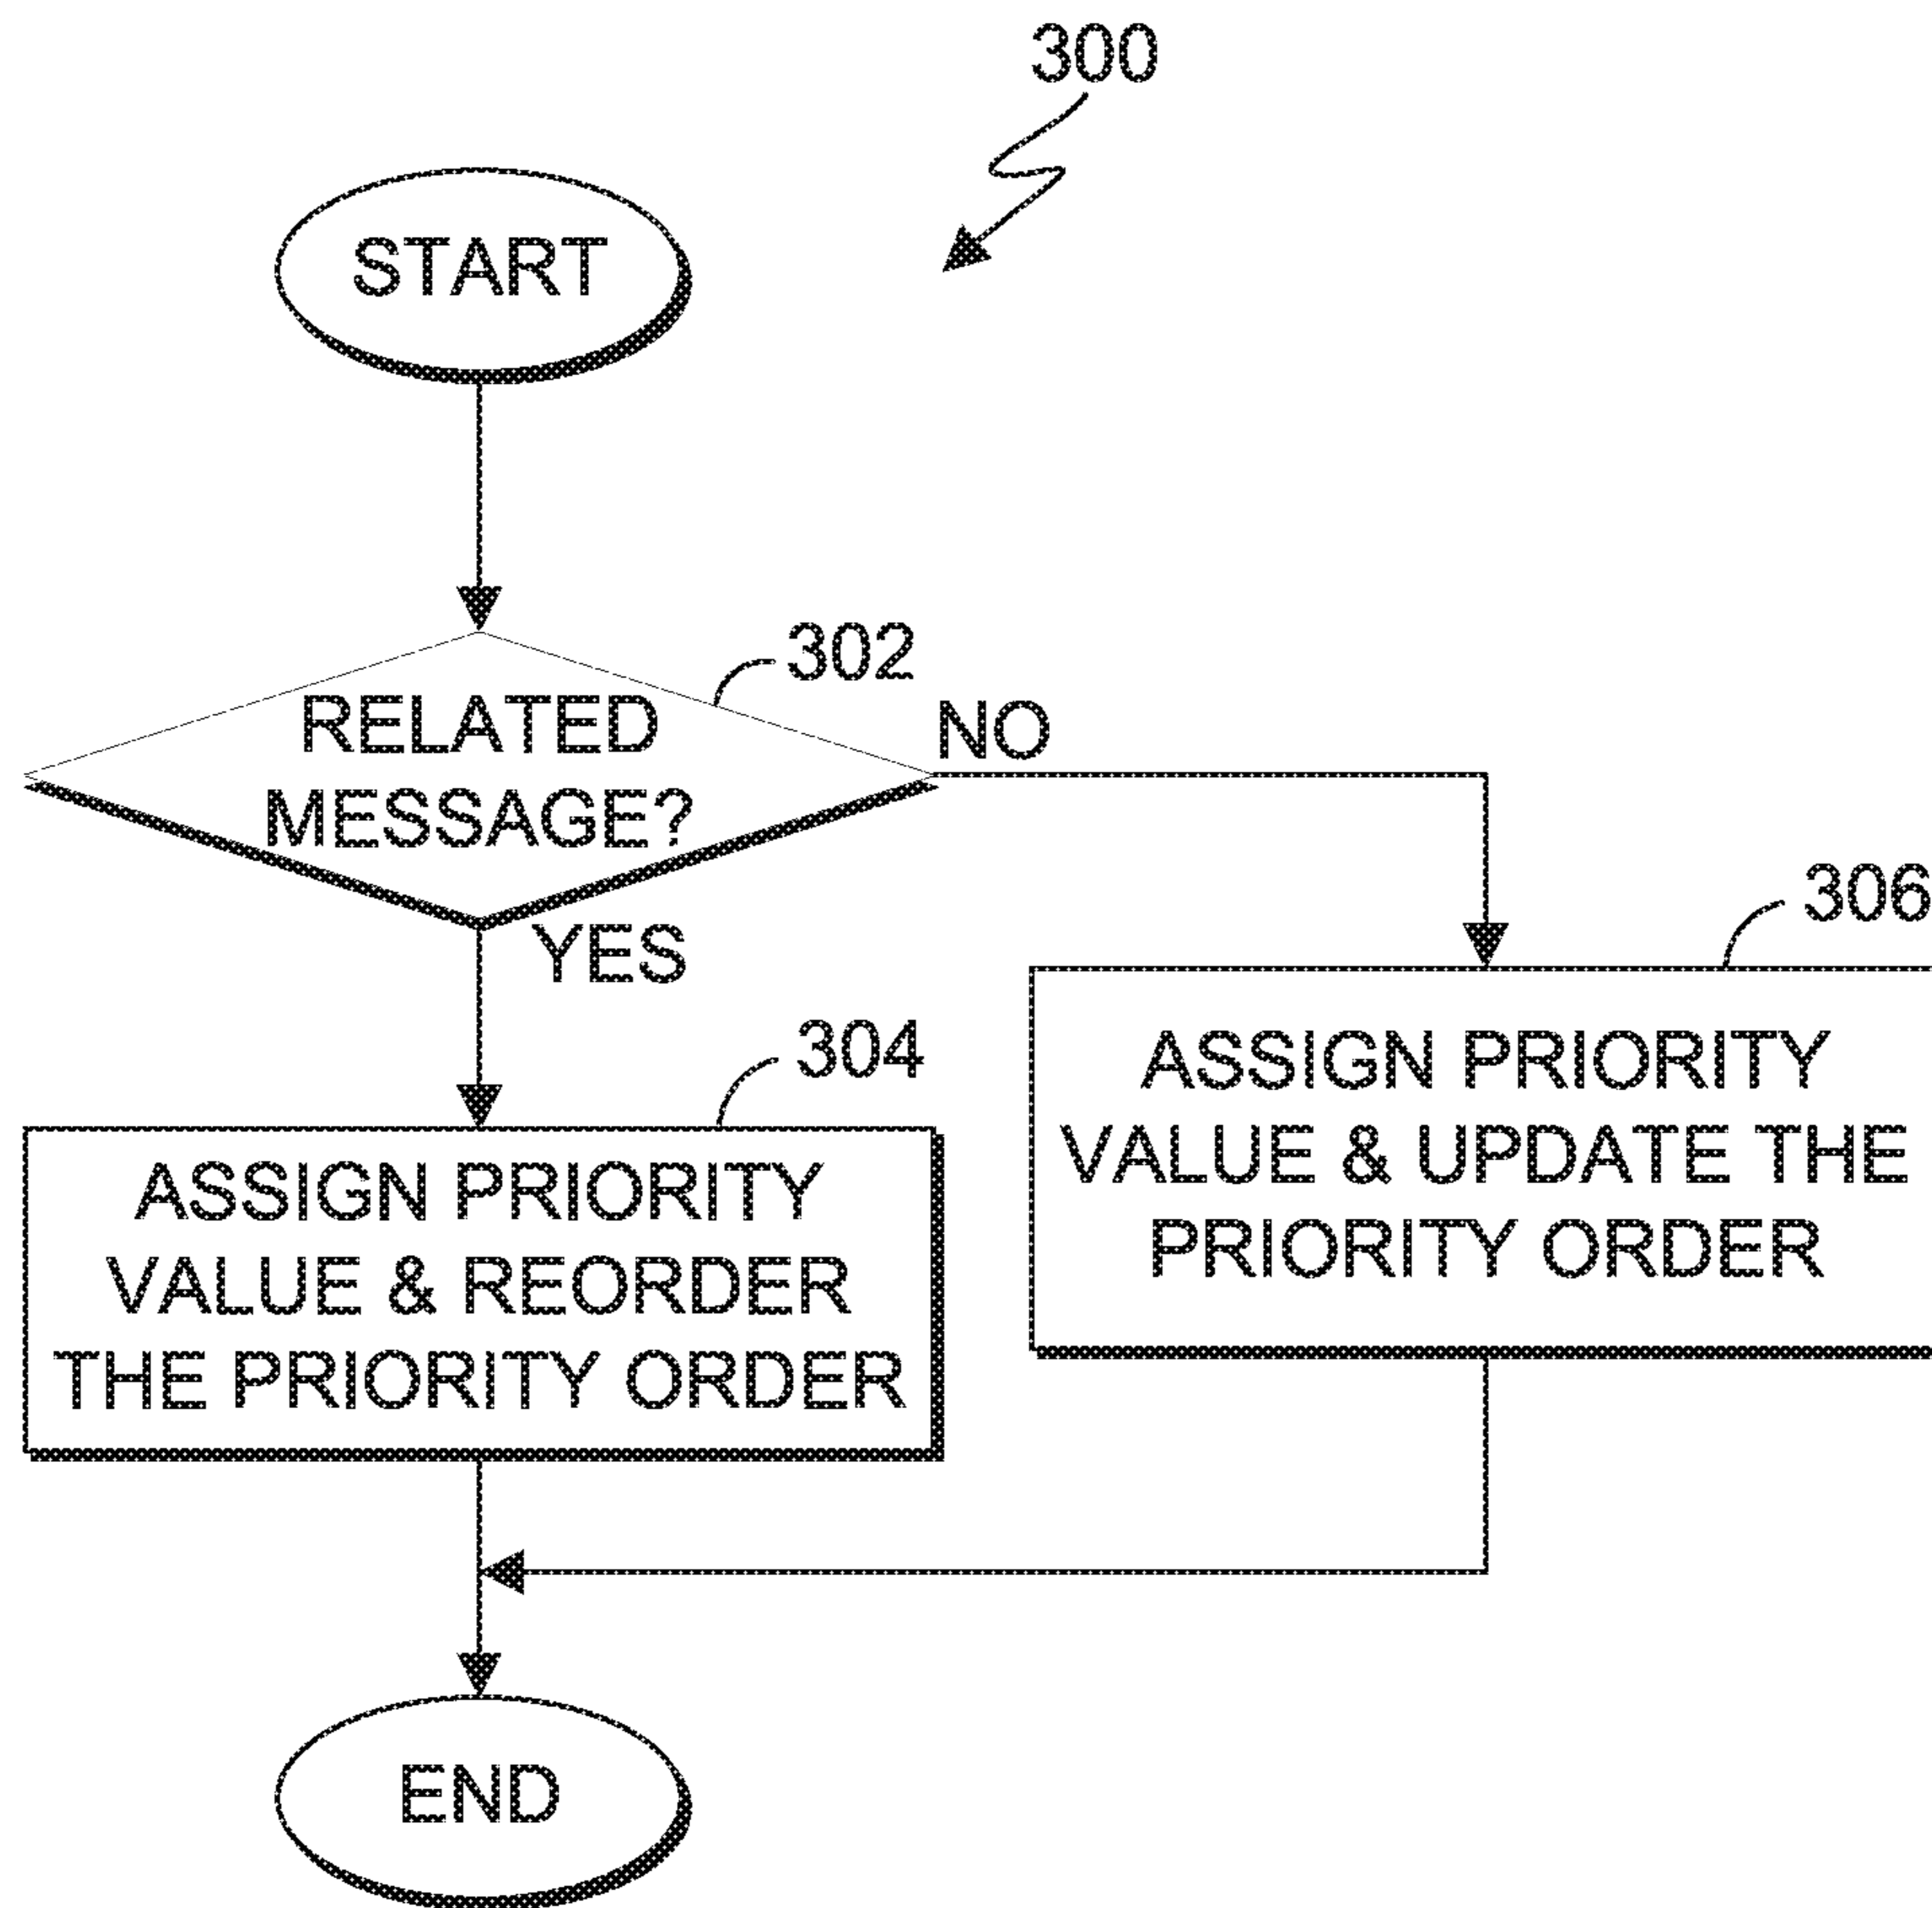 300
START
302
RELATED
MESSAGE?
NO
YES
306
ASSIGN PRIORITY
VALUE & UPDATE THE
PRIORITY ORDER
304
ASSIGN PRIORITY
VALUE & REORDER
THE PRIORITY ORDER
END